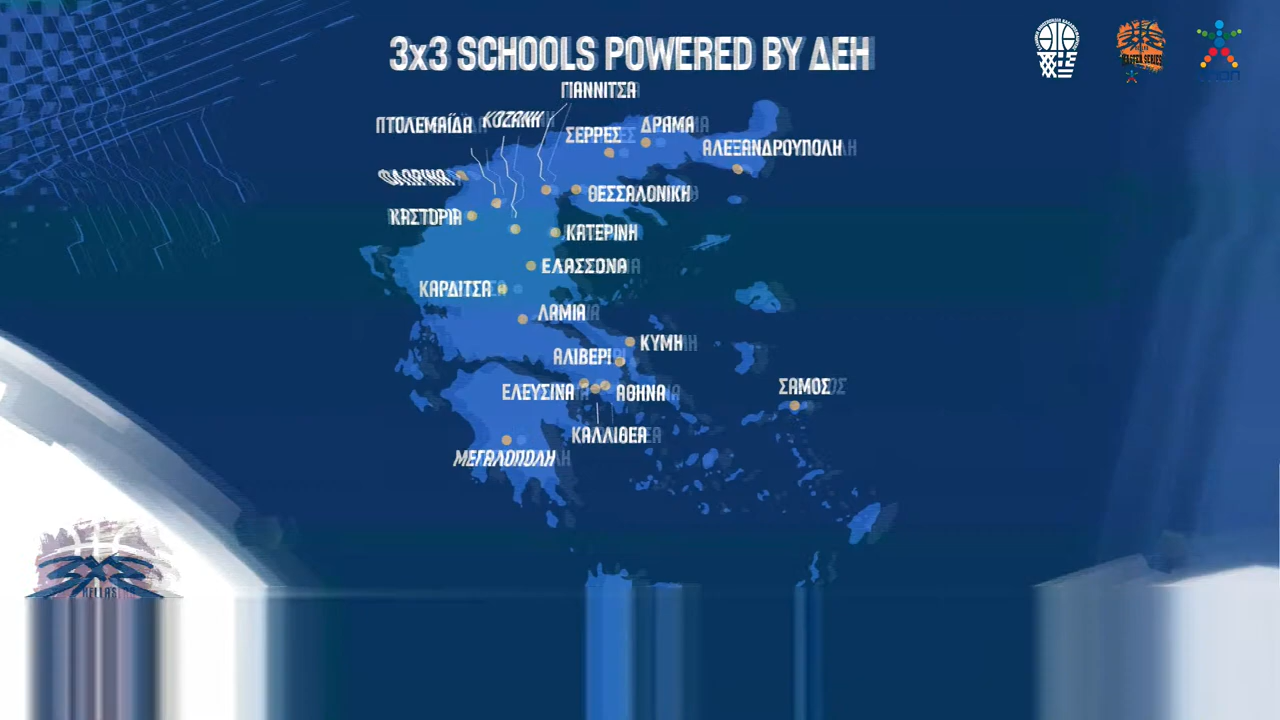 3x3 SCHOOLS POWERED BY ΔΕΗ
ΓΙΑΝΝΙΤΣΑ
ΠΤΟΛΕΜΑΪΔΑ
ΚΟΖΑΝΗ
ΣΕΡΡΕΣ
ΔΡΑΜΑ
ΑΛΕΞΑΝΔΡΟΥΠΟΛΗ
ΦΛΩΡΙΝΑ
ΘΕΣΣΑΛΟΝΙΚΗ
ΚΑΣΤΟΡΙΑ
ΚΑΤΕΡΙΝΗ
ΕΛΑΣΣΟΝΑ
ΚΑΡΔΙΤΣΑ
ΛΑΜΙΑ
ΚΥΜΗ
ΑΛΙΒΕΡΙ
ΣΑΜΟΣ
ΕΛΕΥΣΙΝΑ
ΑΘΗΝΑ
ΚΑΛΛΙΘΕΑ
ΜΕΓΑΛΟΠΟΛΗ
HELLAS